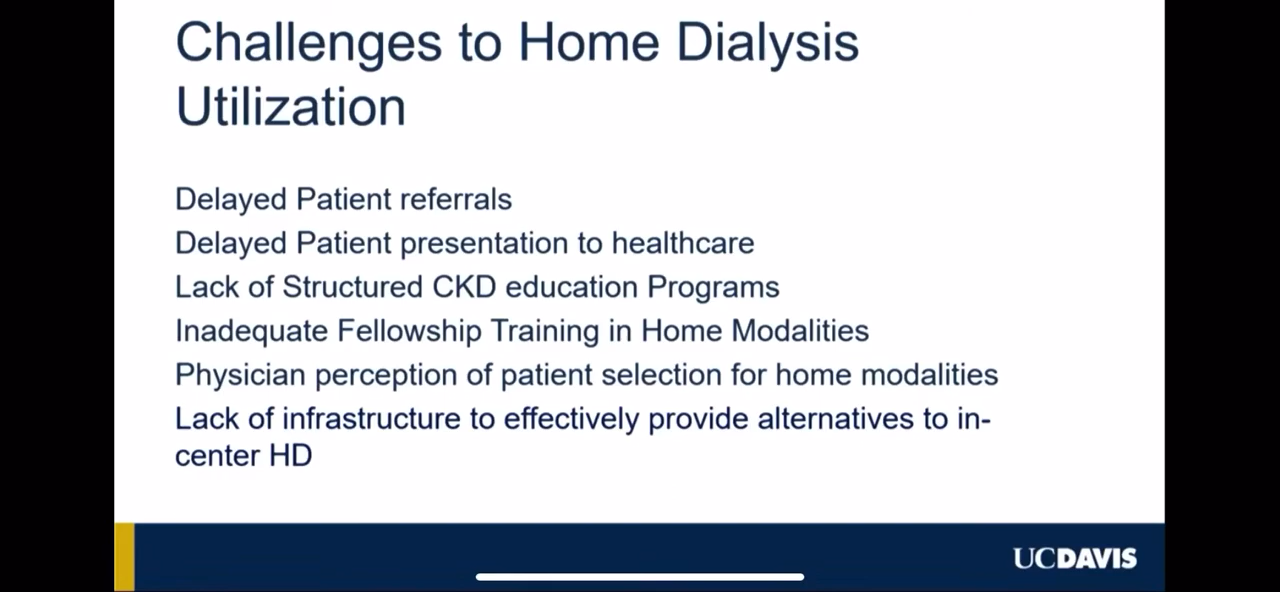 Challenges to Home Dialysis
Utilization
Delayed Patient referrals
Delayed Patient presentation to healthcare
Lack of Structured CKD education Programs
Inadequate Fellowship Training in Home Modalities
Physician perception of patient selection for home modalities
Lack of infrastructure to effectively provide alternatives to in-
center HD
UCDAVIS